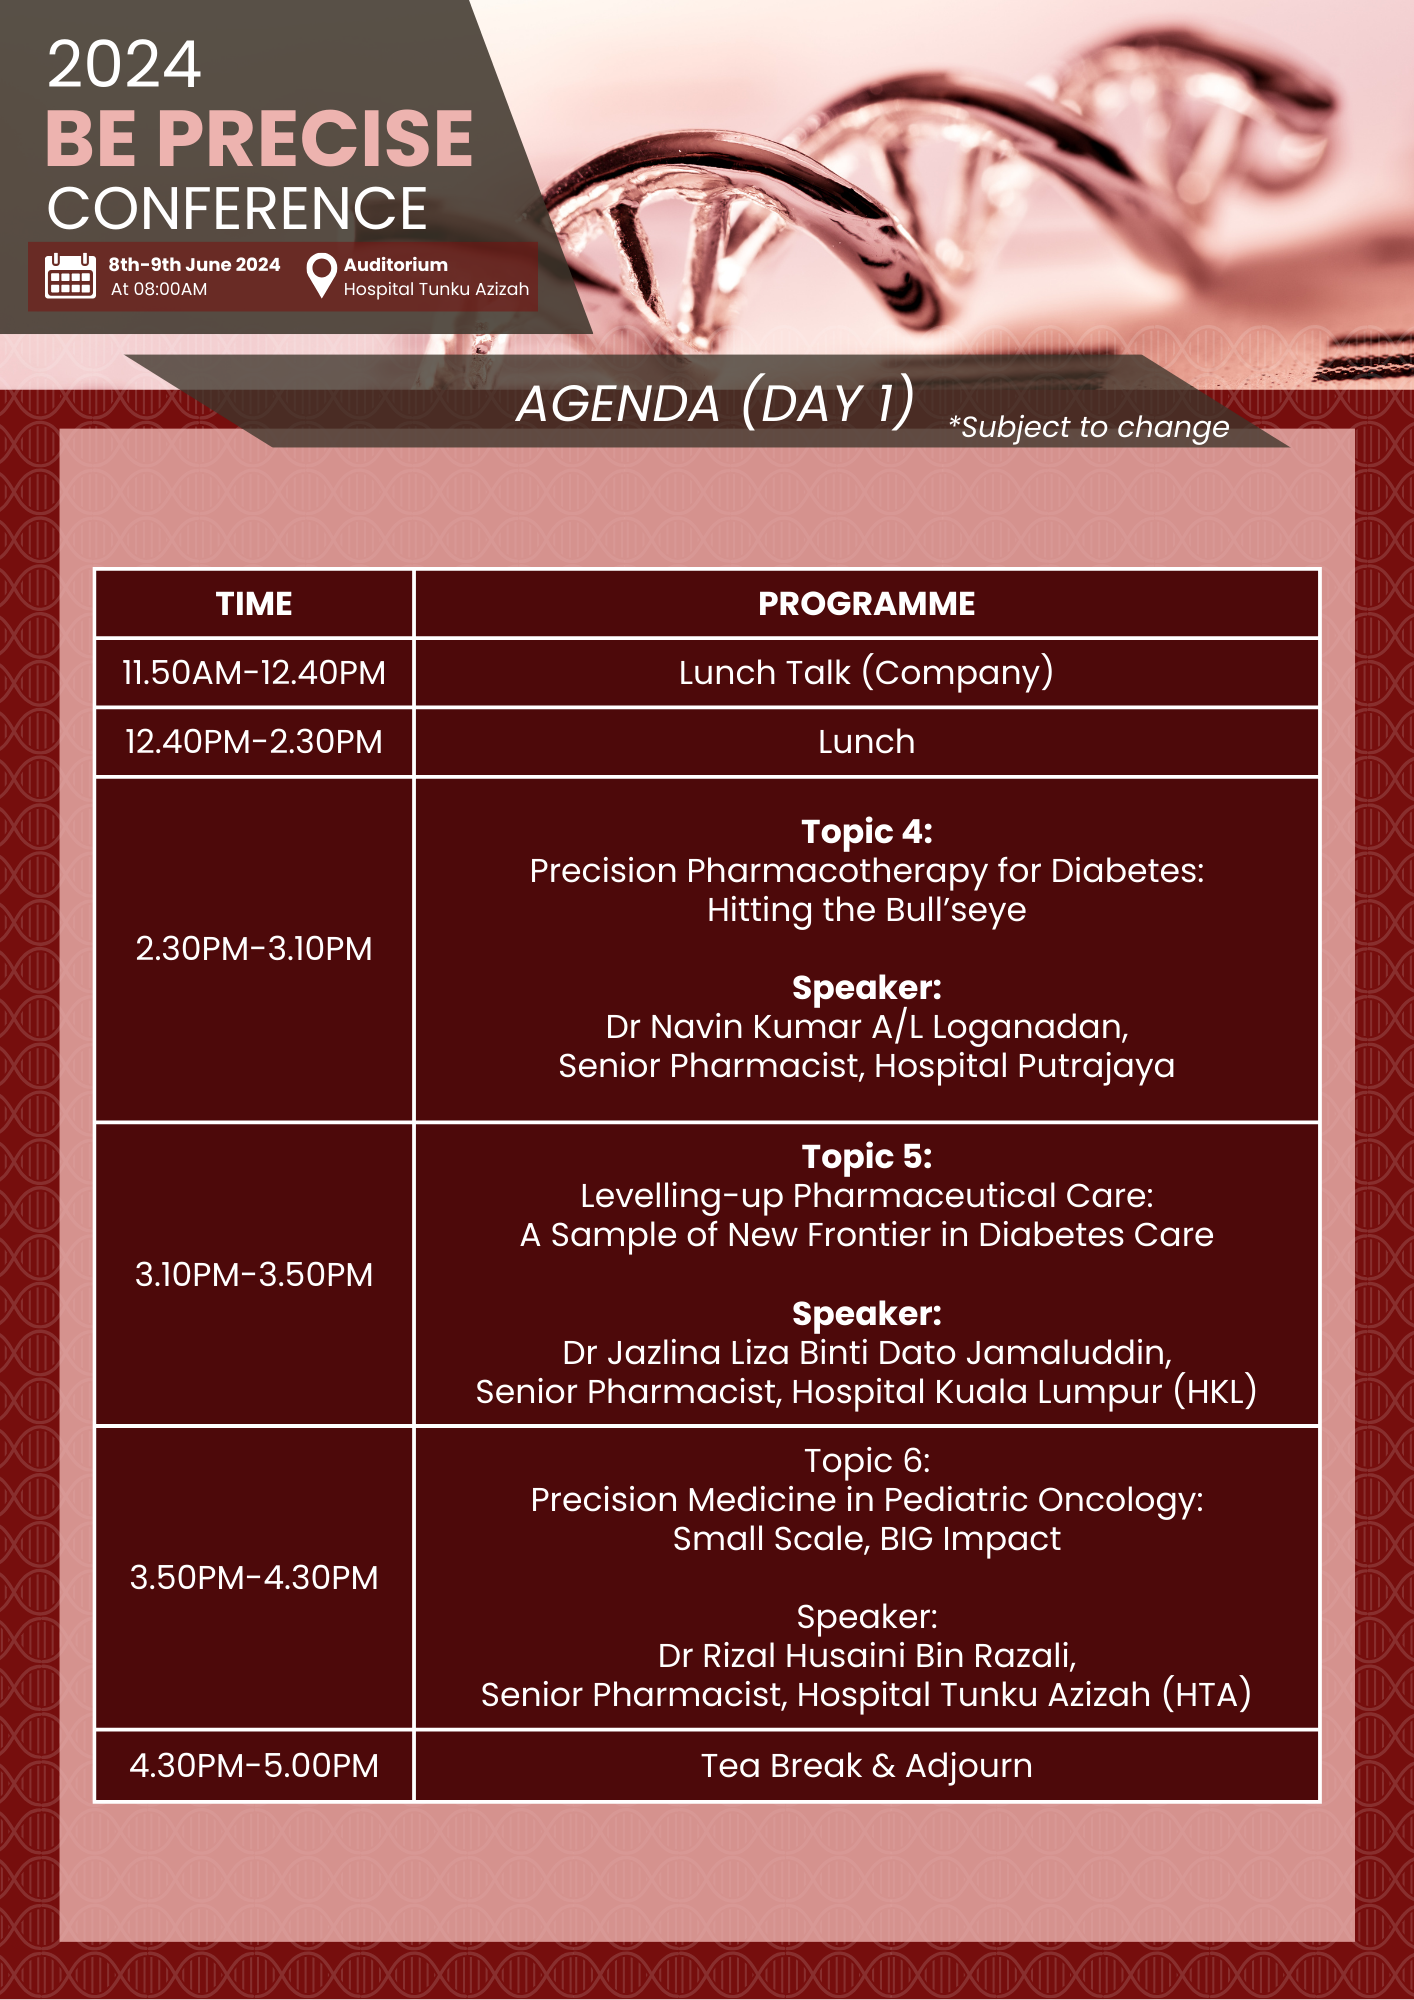 2024
BE PRECISE
CONFERENCE
8th-9th June 2024
At 08:00AM
Auditorium
Hospital Tunku Azizah
AGENDA (DAY 1)
*Subject to change
TIME
PROGRAMME
11.50AM-12.40PM
Lunch Talk (Company)
12.40PM-2.30PM
Lunch
2.30PM-3.10PM
Topic 4:
Precision Pharmacotherapy for Diabetes:
Hitting the Bull’seye
Speaker:
Dr Navin Kumar A/L Loganadan,
Senior Pharmacist, Hospital Putrajaya
3.10PM-3.50PM
Topic 5:
Levelling-up Pharmaceutical Care:
A Sample of New Frontier in Diabetes Care
Speaker:
Dr Jazlina Liza Binti Dato Jamaluddin,
Senior Pharmacist, Hospital Kuala Lumpur (HKL)
3.50PM-4.30PM
Topic 6:
Precision Medicine in Pediatric Oncology:
Small Scale, BIG Impact
Speaker:
Dr Rizal Husaini Bin Razali,
Senior Pharmacist, Hospital Tunku Azizah (HTA)
4.30PM-5.00PM
Tea Break & Adjourn